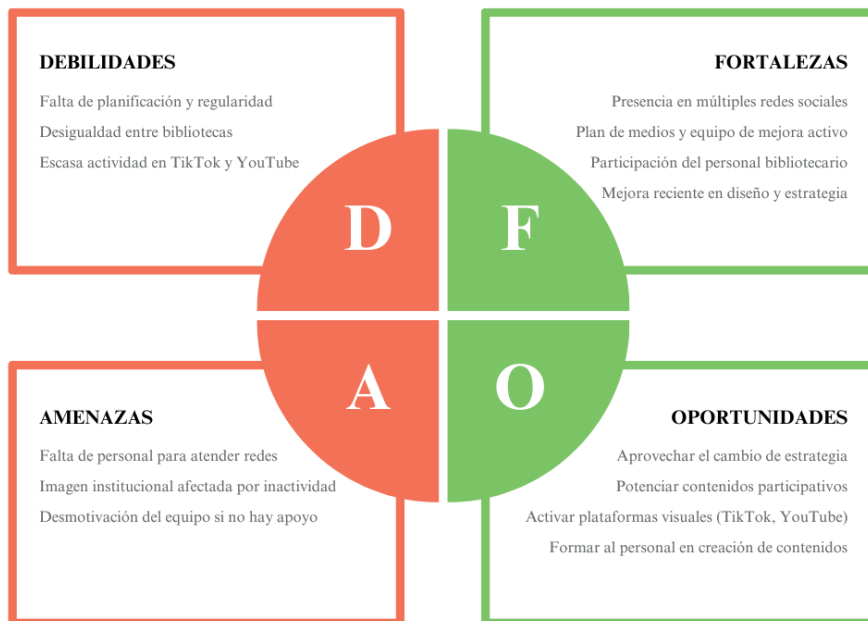 DEBILIDADES
Falta de planificación y regularidad
Desigualdad entre bibliotecas
Escasa actividad en TikTok y YouTube
FORTALEZAS
Presencia en múltiples redes sociales
Plan de medios y equipo de mejora activo
Participación del personal bibliotecario
Mejora reciente en diseño y estrategia
D
F
A
O
AMENAZAS
Falta de personal para atender redes
Imagen institucional afectada por inactividad
Desmotivación del equipo si no hay apoyo
OPORTUNIDADES
Aprovechar el cambio de estrategia
Potenciar contenidos participativos
Activar plataformas visuales (TikTok, YouTube)
Formar al personal en creación de contenidos